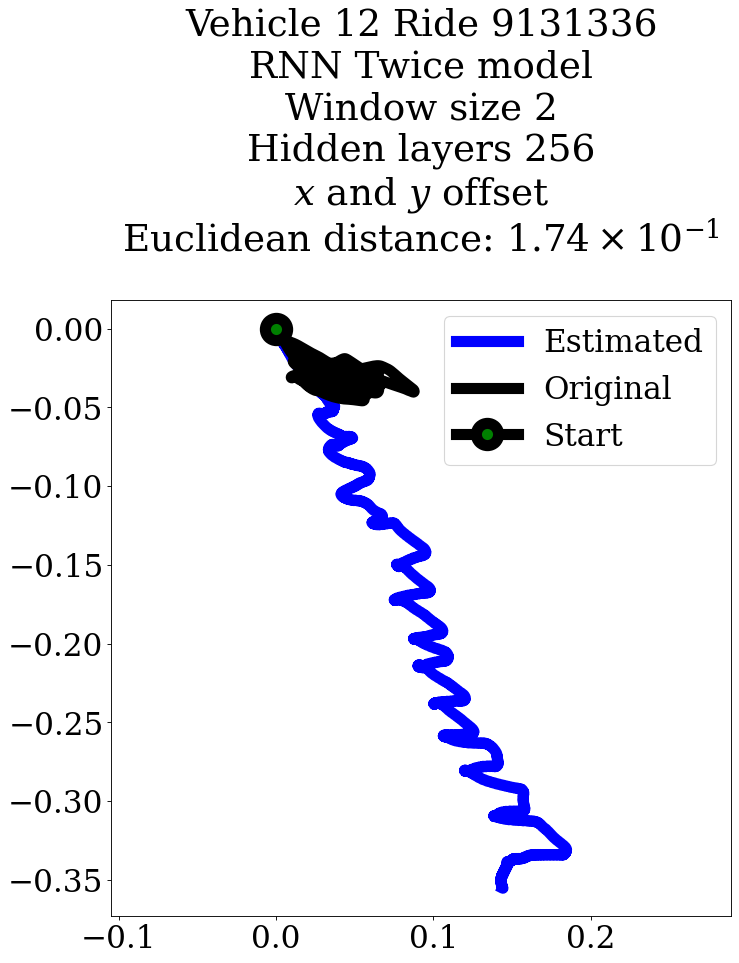 Vehicle 12 Ride 9131336
RNN Twice model
Window size 2
Hidden layers 256
x and y offset
Euclidean distance: 1.74 × 10⁻¹
Estimated
Original
Start
0.00
−0.05
−0.10
−0.15
−0.20
−0.25
−0.30
−0.35
−0.1 0.0 0.1 0.2